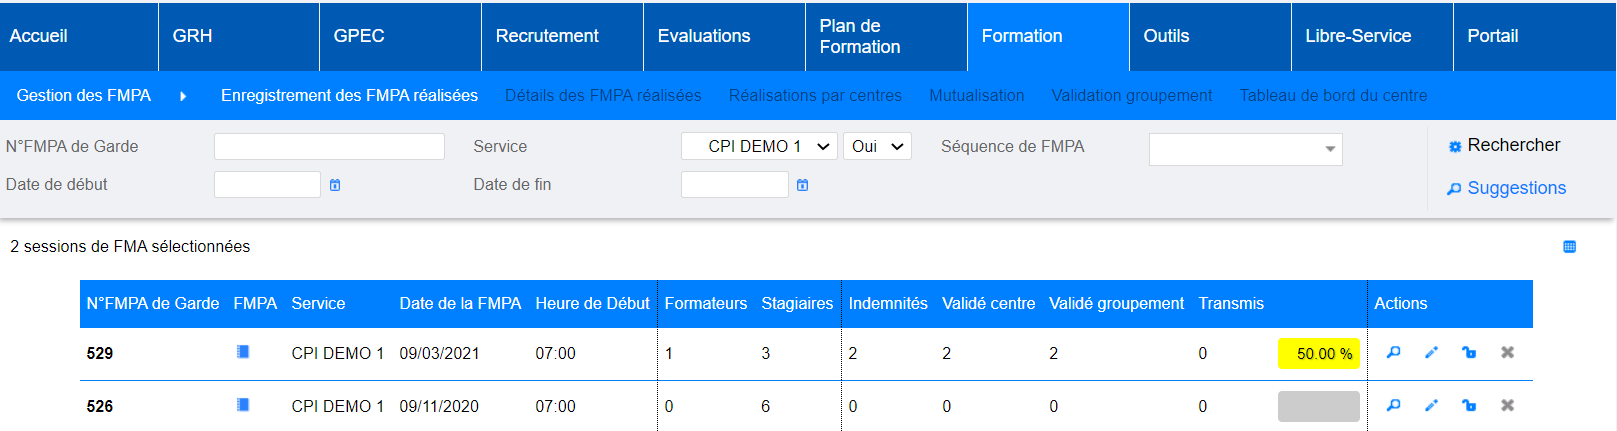 Accueil GRH GPEC Recrutement Evaluations Plan de Formation Formation Outils Libre-Service Portail
Gestion des FMPA Enregistrement des FMPA réalisées Détails des FMPA réalisées Réalisations par centres Mutualisation Validation groupement Tableau de bord du centre
N°FMPA de Garde Service CPI DEMO 1 Oui Séquence de FMPA Rechercher
Date de début Date de fin Suggestions
2 sessions de FMA sélectionnées
N°FMPA de Garde FMPA Service Date de la FMPA Heure de Début Formateurs Stagiaires Indemnités Validé centre Validé groupement Transmis Actions
529 CPI DEMO 1 09/03/2021 07:00 1 3 2 2 2 0 50.00 %
526 CPI DEMO 1 09/11/2020 07:00 0 6 0 0 0 0